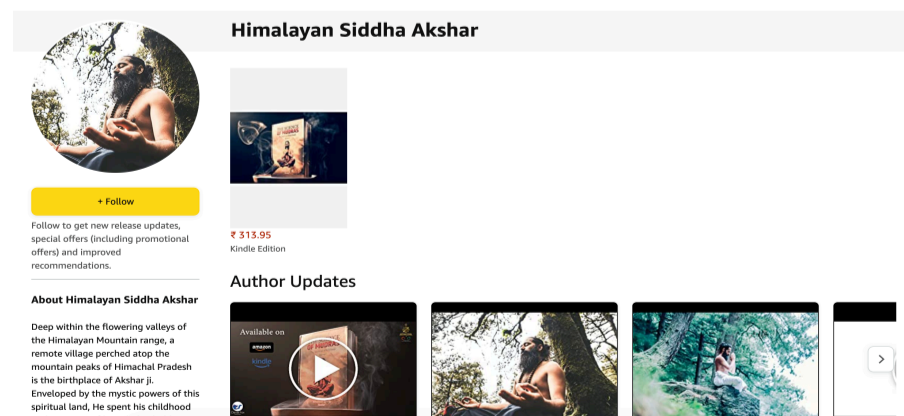 Himalayan Siddha Akshar
₹ 313.95
Kindle Edition
+ Follow
Follow to get new release updates,
special offers (including promotional
offers) and improved
recommendations.
About Himalayan Siddha Akshar
Deep within the flowering valleys of
the Himalayan Mountain range, a
remote village perched atop the
mountain peaks of Himachal Pradesh
is the birthplace of Akshar ji.
Enveloped by the mystic powers of this
spiritual land, He spent his childhood
Author Updates
Available on
amazon
kindle
OF MUDRAS